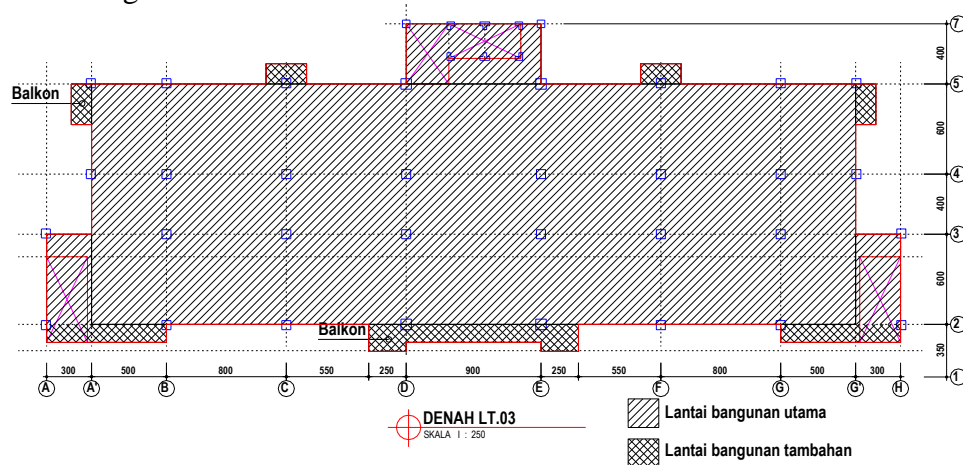 7
400
5
Balkon
600
4
400
3
600
2
Balkon
350
300 500 800 550 250 900 250 550 800 500 300
1
A A' B C D E F G G' H
DENAH LT.03
SKALA 1 : 250
Lantai bangunan utama
Lantai bangunan tambahan